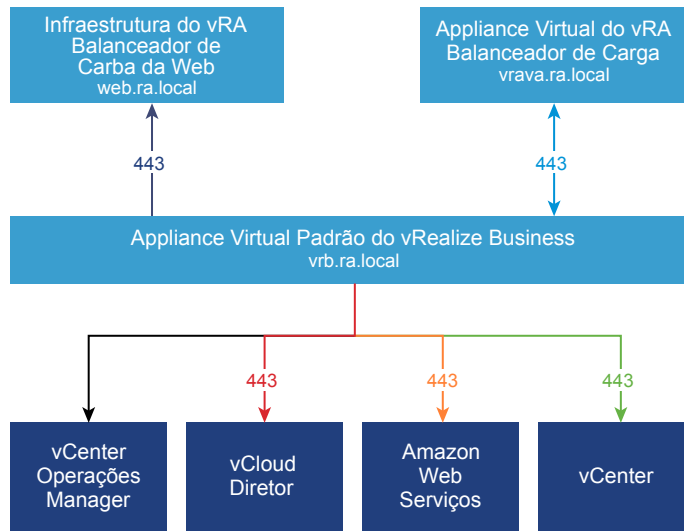 Infraestrutura do vRA
Balanceador de
Carba da Web
web.ra.local
Appliance Virtual do vRA
Balanceador de Carga
vrava.ra.local
443
443
Appliance Virtual Padrão do vRealize Business
vrb.ra.local
443
443
443
vCenter
Operações
Manager
vCloud
Diretor
Amazon
Web
Serviços
vCenter